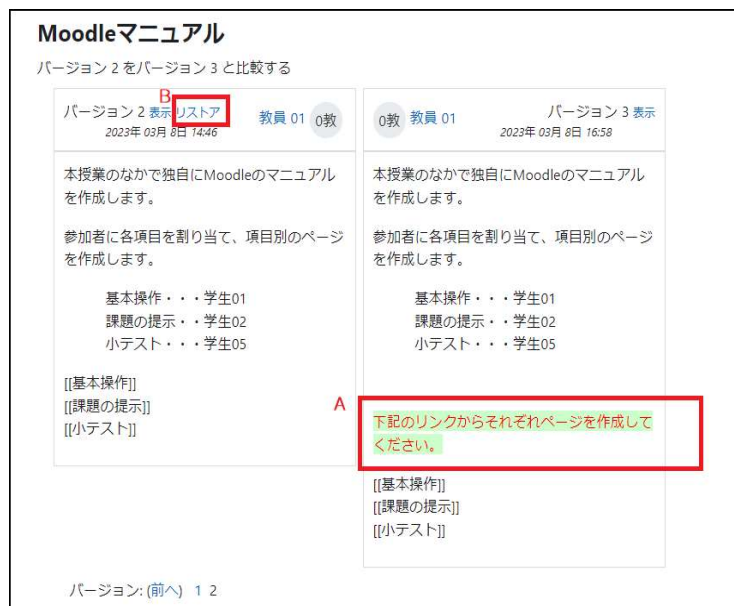 Moodleマニュアル
バージョン 2 をバージョン 3 と比較する
B
バージョン 2 表示 リストア 教員 01 0教
2023年 03月 8日 14:46
本授業のなかで独自にMoodleのマニュアル
を作成します。
参加者に各項目を割り当て、項目別のページ
を作成します。
基本操作・・・学生01
課題の提示・・学生02
小テスト・・・学生05
[[基本操作]]
[[課題の提示]]
[[小テスト]]
0教 教員 01 バージョン 3 表示
2023年 03月 8日 16:58
本授業のなかで独自にMoodleのマニュアル
を作成します。
参加者に各項目を割り当て、項目別のページ
を作成します。
基本操作・・・学生01
課題の提示・・学生02
小テスト・・・学生05
A
下記のリンクからそれぞれページを作成して
ください。
[[基本操作]]
[[課題の提示]]
[[小テスト]]
バージョン: (前へ) 1 2